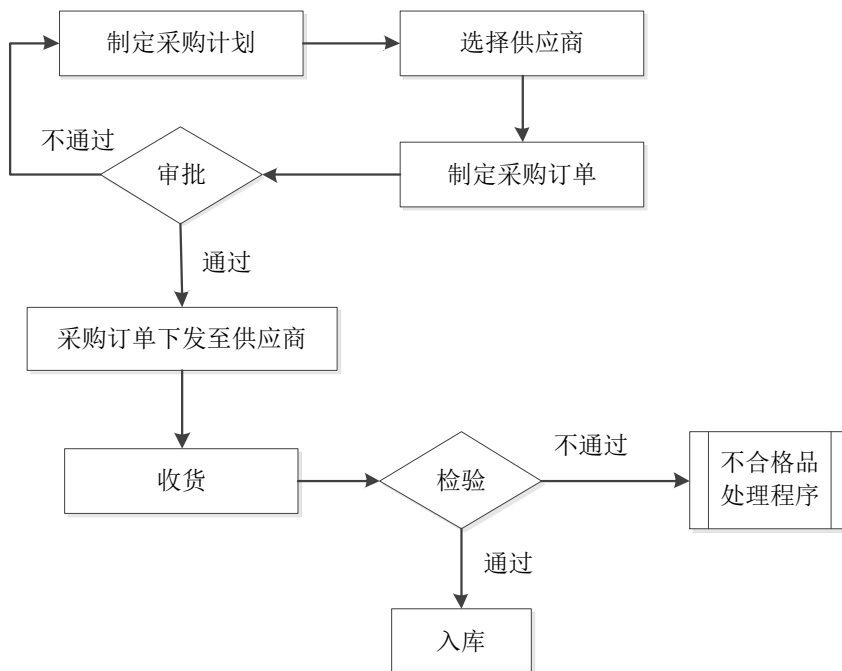 制定采购计划
选择供应商
不通过
审批
制定采购订单
通过
采购订单下发至供应商
收货
检验
不通过
不合格品
处理程序
通过
入库